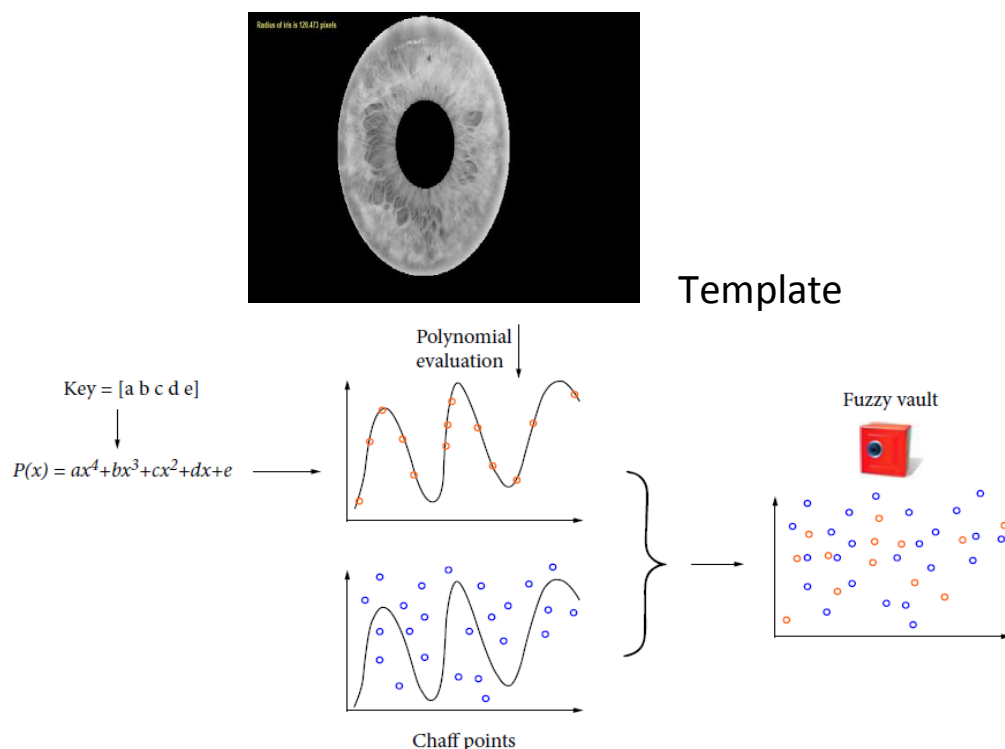 Radius of iris is 120.473 pixels
Template
Polynomial
evaluation
Key = [a b c d e]
P(x) = ax⁴+bx³+cx²+dx+e
Fuzzy vault
Chaff points